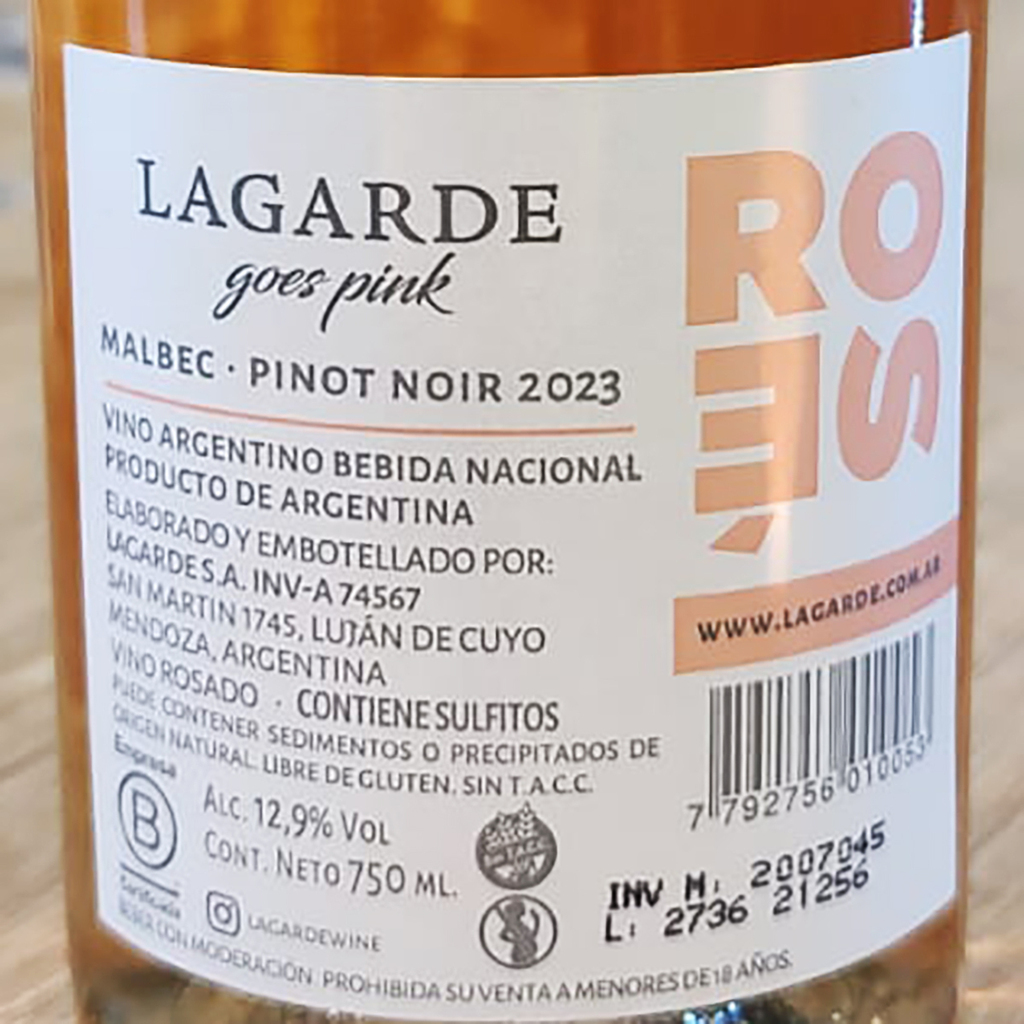 LAGARDE
goes pink
MALBEC · PINOT NOIR 2023
VINO ARGENTINO BEBIDA NACIONAL
PRODUCTO DE ARGENTINA
ELABORADO Y EMBOTELLADO POR:
LAGARDE S.A. INV-A 74567
SAN MARTIN 1745, LUJÁN DE CUYO
MENDOZA, ARGENTINA
VINO ROSADO · CONTIENE SULFITOS
PUEDE CONTENER SEDIMENTOS O PRECIPITADOS DE
ORIGEN NATURAL. LIBRE DE GLUTEN. SIN T.A.C.C.
Empresa
B
Certificada
ALC. 12,9% VOL
CONT. NETO 750 ML.
LAGARDEWINE
BEBER CON MODERACIÓN. PROHIBIDA SU VENTA A MENORES DE 18 AÑOS.
RO
SÉ
WWW.LAGARDE.COM.AR
7 792756 010053
INV M: 2007045
L: 2736 21256